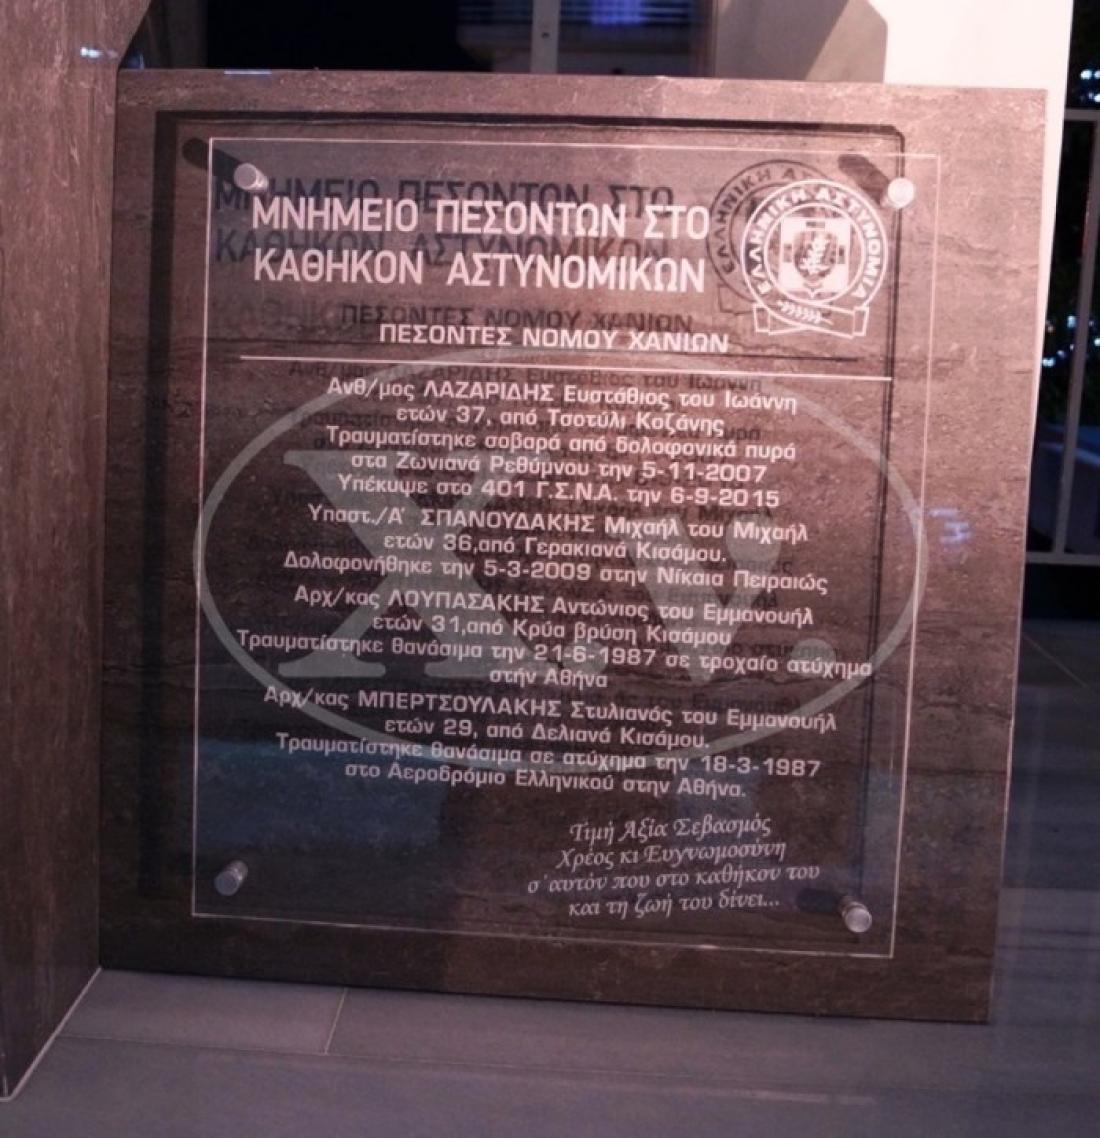 ΜΝΗΜΕΙΟ ΠΕΣΟΝΤΩΝ ΣΤΟ
ΚΑΘΗΚΟΝ ΑΣΤΥΝΟΜΙΚΩΝ
ΕΛΛΗΝΙΚΗ ΑΣΤΥΝΟΜΙΑ
ΠΕΣΟΝΤΕΣ ΝΟΜΟΥ ΧΑΝΙΩΝ
Ανθ/μος ΛΑΖΑΡΙΔΗΣ Ευστάθιος του Ιωάννη
ετών 37, από Τσοτύλι Κοζάνης
Τραυματίστηκε σοβαρά από δολοφονικά πυρά
στα Ζωνιανά Ρεθύμνου την 5-11-2007
Υπέκυψε στο 401 Γ.Σ.Ν.Α. την 6-9-2015
Υπαστ./Α΄ ΣΠΑΝΟΥΔΑΚΗΣ Μιχαήλ του Μιχαήλ
ετών 36,από Γερακιανά Κισάμου.
Δολοφονήθηκε την 5-3-2009 στην Νίκαια Πειραιώς
Αρχ/κας ΛΟΥΠΑΣΑΚΗΣ Αντώνιος του Εμμανουήλ
ετών 31,από Κρύα βρύση Κισάμου
Τραυματίστηκε θανάσιμα την 21-6-1987 σε τροχαίο ατύχημα
στήν Αθήνα
Αρχ/κας ΜΠΕΡΤΣΟΥΛΑΚΗΣ Στυλιανός του Εμμανουήλ
ετών 29, από Δελιανά Κισάμου.
Τραυματίστηκε θανάσιμα σε ατύχημα την 18-3-1987
στο Αεροδρόμιο Ελληνικού στην Αθήνα.
Τιμή Αξία Σεβασμός
Χρέος κι Ευγνωμοσύνη
σ΄αυτόν που στο καθήκον του
και τη ζωή του δίνει...
Χ.ν.